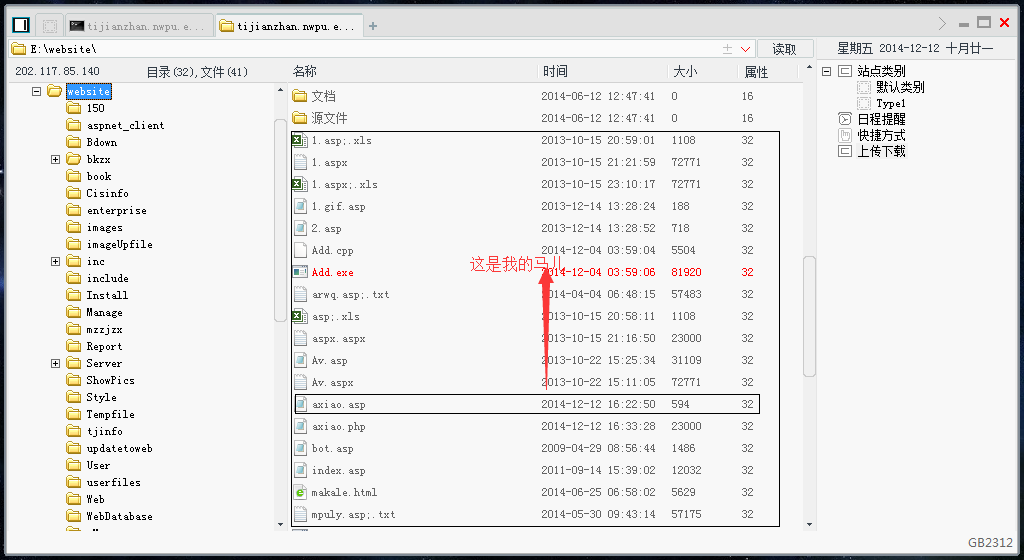 tijianzhan.nwpu.e...
tijianzhan.nwpu.e...
E:\website\
读取
星期五 2014-12-12 十月廿一
202.117.85.140
目录(32),文件(41)
名称
时间
大小
属性
website
150
aspnet_client
Bdown
bkzx
book
Cisinfo
enterprise
images
imageUpfile
inc
include
Install
Manage
mzzjzx
Report
Server
ShowPics
Style
Tempfile
tjinfo
updatetoweb
User
userfiles
Web
WebDatabase
文档 2014-06-12 12:47:41 0 16
源文件 2014-06-12 12:47:41 0 16
1.asp;.xls 2013-10-15 20:59:01 1108 32
1.aspx 2013-10-15 21:21:59 72771 32
1.aspx;.xls 2013-10-15 23:10:17 72771 32
1.gif.asp 2013-12-14 13:28:24 188 32
2.asp 2013-12-14 13:28:52 718 32
Add.cpp 2014-12-04 03:59:04 5504 32
这是我的马儿
Add.exe 2014-12-04 03:59:06 81920 32
arwq.asp;.txt 2014-04-04 06:48:15 57483 32
asp;.xls 2013-10-15 20:58:11 1108 32
aspx.aspx 2013-10-15 21:16:50 23000 32
Av.asp 2013-10-22 15:25:34 31109 32
Av.aspx 2013-10-22 15:11:05 72771 32
axiao.asp 2014-12-12 16:22:50 594 32
axiao.php 2014-12-12 16:33:28 23000 32
bot.asp 2009-04-29 08:56:44 1486 32
index.asp 2011-09-14 15:39:02 12032 32
makale.html 2014-06-25 06:58:02 5629 32
mpuly.asp;.txt 2014-05-30 09:43:14 57175 32
站点类别
默认类别
Type1
日程提醒
快捷方式
上传下载
GB2312